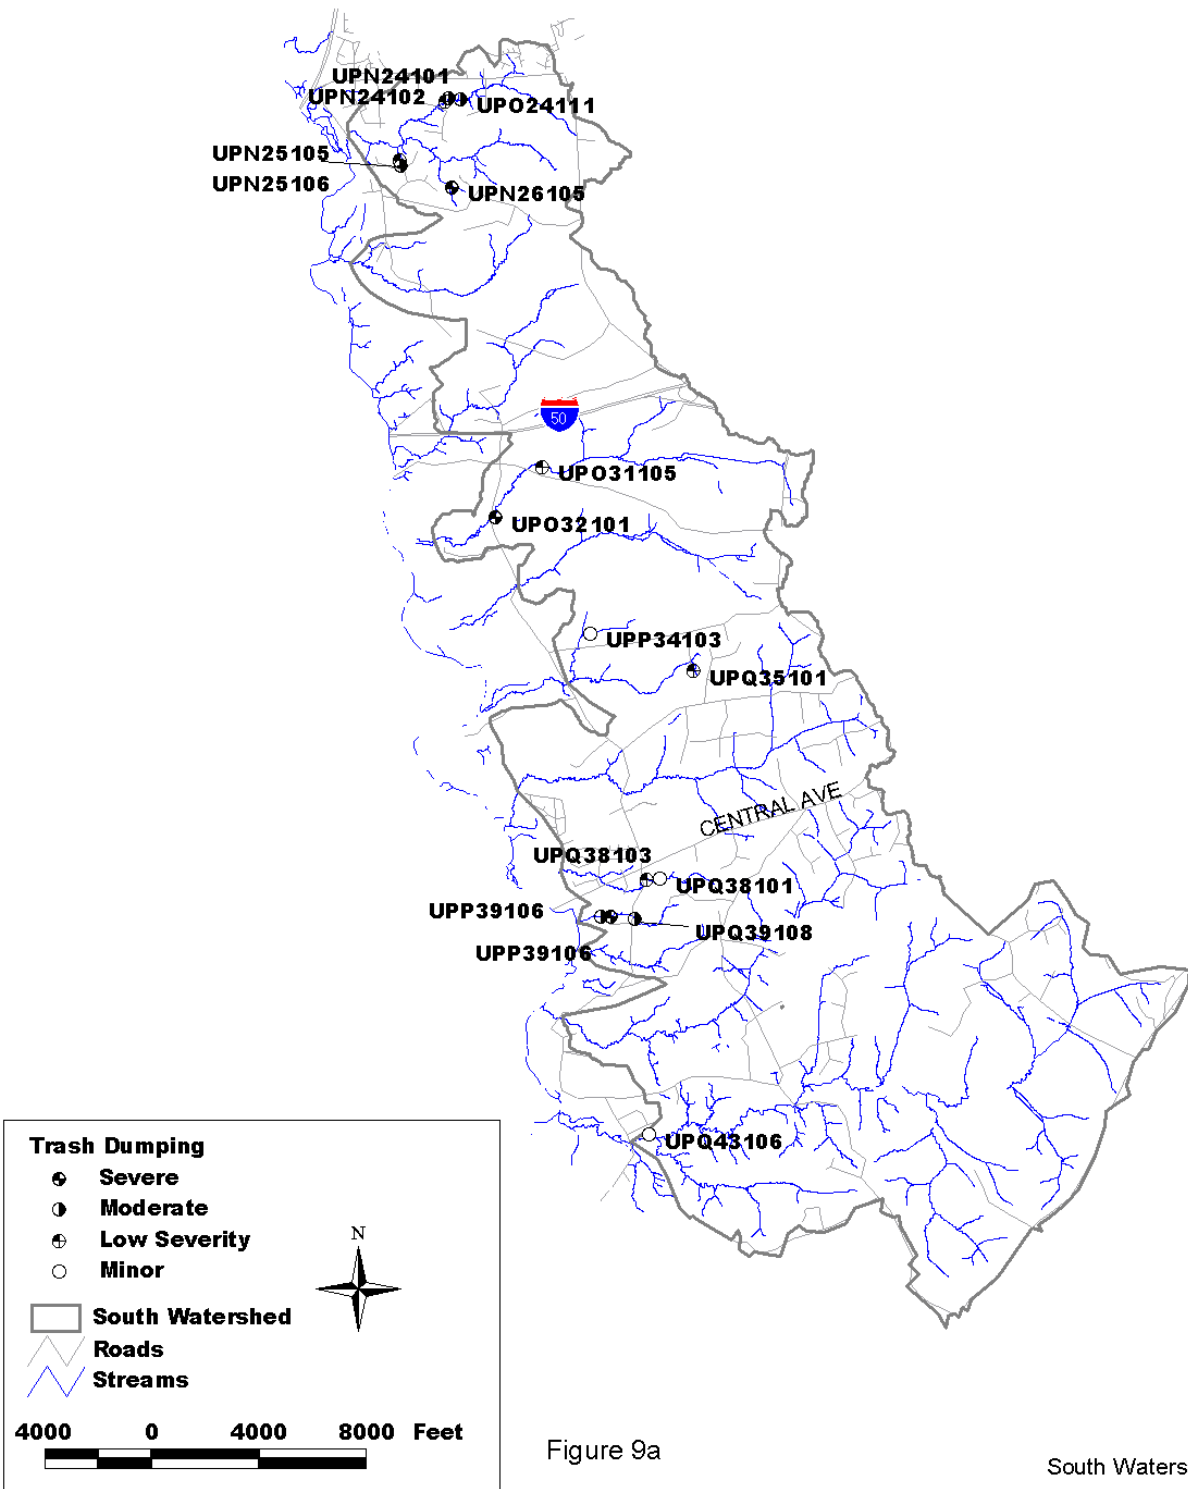 UPN24101
UPN24102
UPO24111
UPN25105
UPN25106
UPN26105
50
UPO31105
UPO32101
UPP34103
UPQ35101
CENTRAL AVE
UPQ38103
UPQ38101
UPP39106
UPQ39108
UPP39106
UPQ43106
Trash Dumping
Severe
Moderate
Low Severity
Minor
N
South Watershed
Roads
Streams
4000 0 4000 8000 Feet
Figure 9a
South Waters